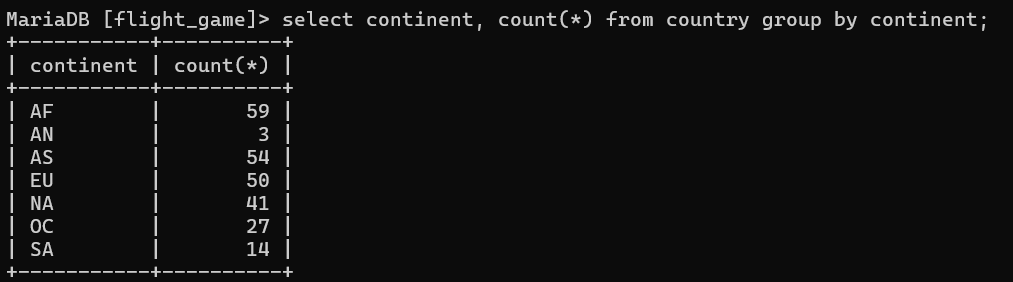 MariaDB [flight_game]> select continent, count(*) from country group by continent;
+-----------+----------+
| continent | count(*) |
+-----------+----------+
| AF        |       59 |
| AN        |        3 |
| AS        |       54 |
| EU        |       50 |
| NA        |       41 |
| OC        |       27 |
| SA        |       14 |
+-----------+----------+